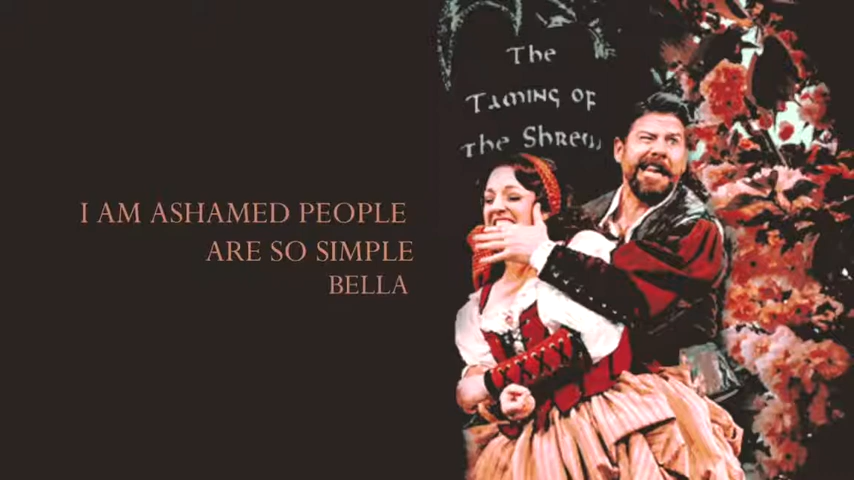 The
Taming of
the Shrew
I AM ASHAMED PEOPLE
ARE SO SIMPLE
BELLA